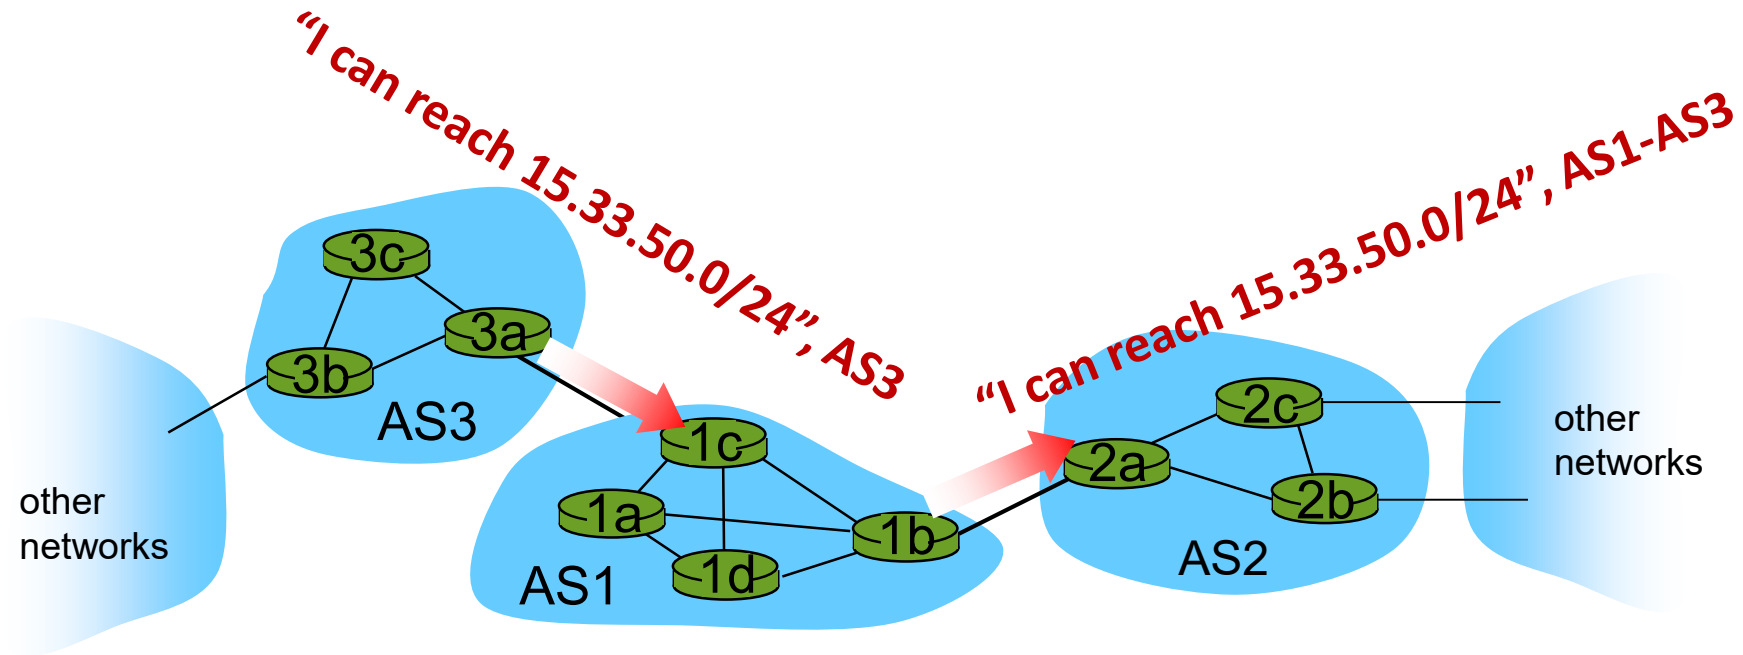 “I can reach 15.33.50.0/24”, AS3
“I can reach 15.33.50.0/24”, AS1-AS3
3c
3a
3b
AS3
1c
1a
1b
1d
AS1
2c
2a
2b
AS2
other
networks
other
networks